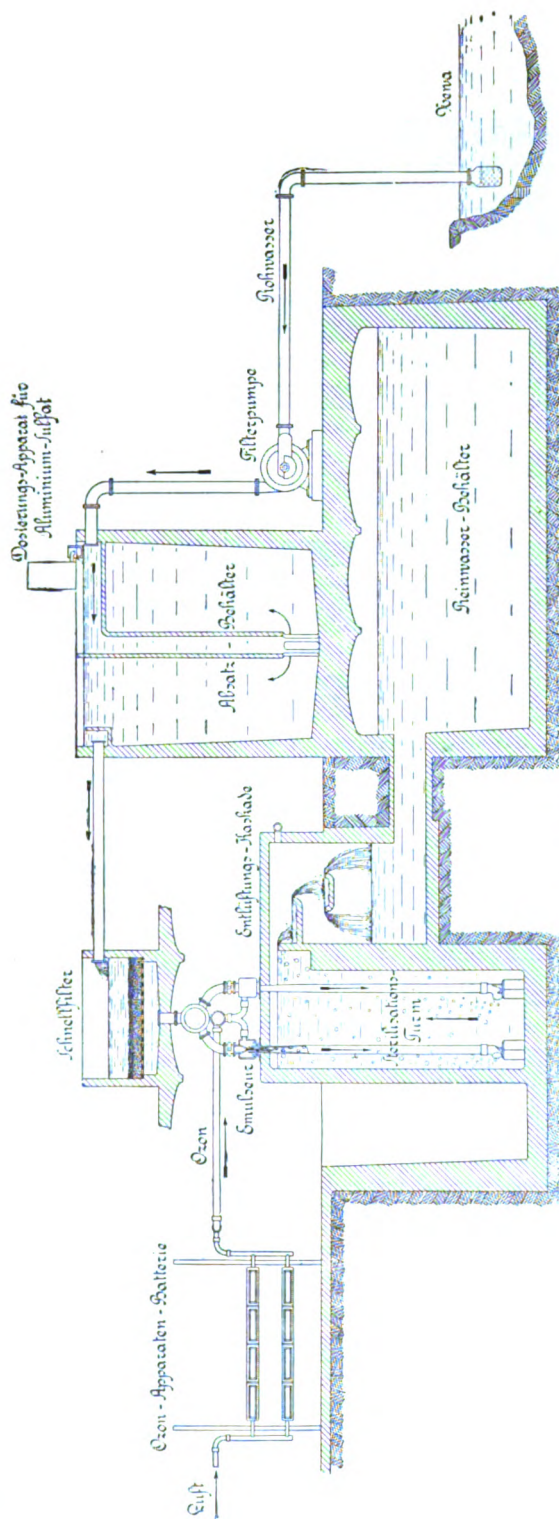 Luft
Ozon-Apparaten-Batterie
Ozon
Schnellfilter
Emulseur
Sterilisations-
Turm
Entlüftungs-Kaskade
Absatz-Behälter
Dosierungs-Apparat für
Aluminium-Sulfat
Filterpumpe
Reinwasser-Behälter
Rohwasser
Newa